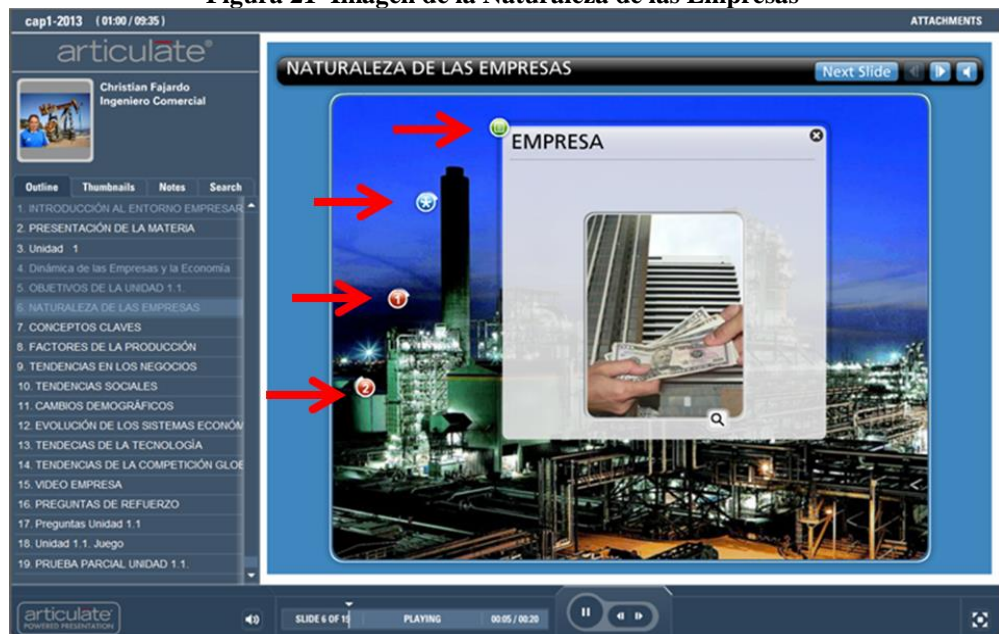 Figura 21 Imagen de la Naturaleza de las Empresas
cap1-2013 (01:00 / 09:35)
ATTACHMENTS
articulate®
Christian Fajardo
Ingeniero Comercial
Outline Thumbnails Notes Search
1. INTRODUCCIÓN AL ENTORNO EMPRESAR
2. PRESENTACIÓN DE LA MATERIA
3. Unidad 1
4. Dinámica de las Empresas y la Economía
5. OBJETIVOS DE LA UNIDAD 1.1.
6. NATURALEZA DE LAS EMPRESAS
7. CONCEPTOS CLAVES
8. FACTORES DE LA PRODUCCIÓN
9. TENDENCIAS EN LOS NEGOCIOS
10. TENDENCIAS SOCIALES
11. CAMBIOS DEMOGRÁFICOS
12. EVOLUCIÓN DE LOS SISTEMAS ECONÓM
13. TENDECIAS DE LA TECNOLOGÍA
14. TENDENCIAS DE LA COMPETICIÓN GLOE
15. VIDEO EMPRESA
16. PREGUNTAS DE REFUERZO
17. Preguntas Unidad 1.1
18. Unidad 1.1. Juego
19. PRUEBA PARCIAL UNIDAD 1.1.
NATURALEZA DE LAS EMPRESAS
Next Slide
EMPRESA
1
2
articulate
POWERED PRESENTATION
SLIDE 6 OF 19
PLAYING
00:05 / 00:20